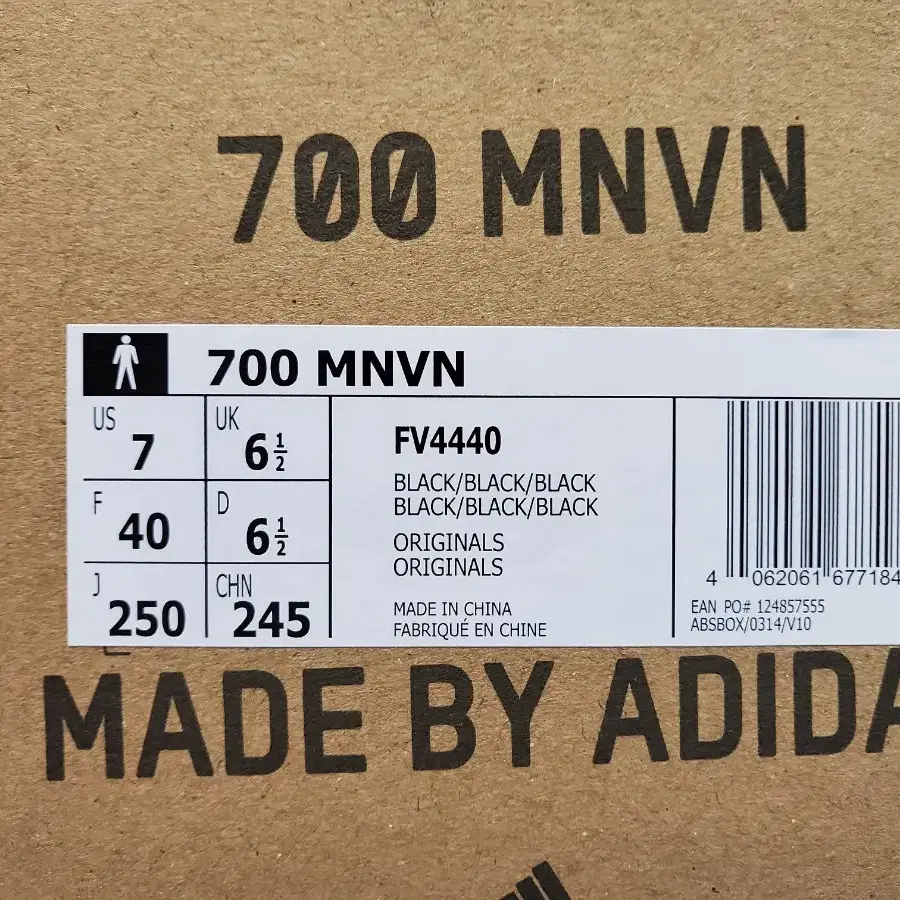 700 MNVN
700 MNVN
US
7
UK
6 1/2
F
40
D
6 1/2
J
250
CHN
245
FV4440
BLACK/BLACK/BLACK
BLACK/BLACK/BLACK
ORIGINALS
ORIGINALS
MADE IN CHINA
FABRIQUÉ EN CHINE
4 062061 677184
EAN PO# 124857555
ABSBOX/0314/V10
MADE BY ADIDA